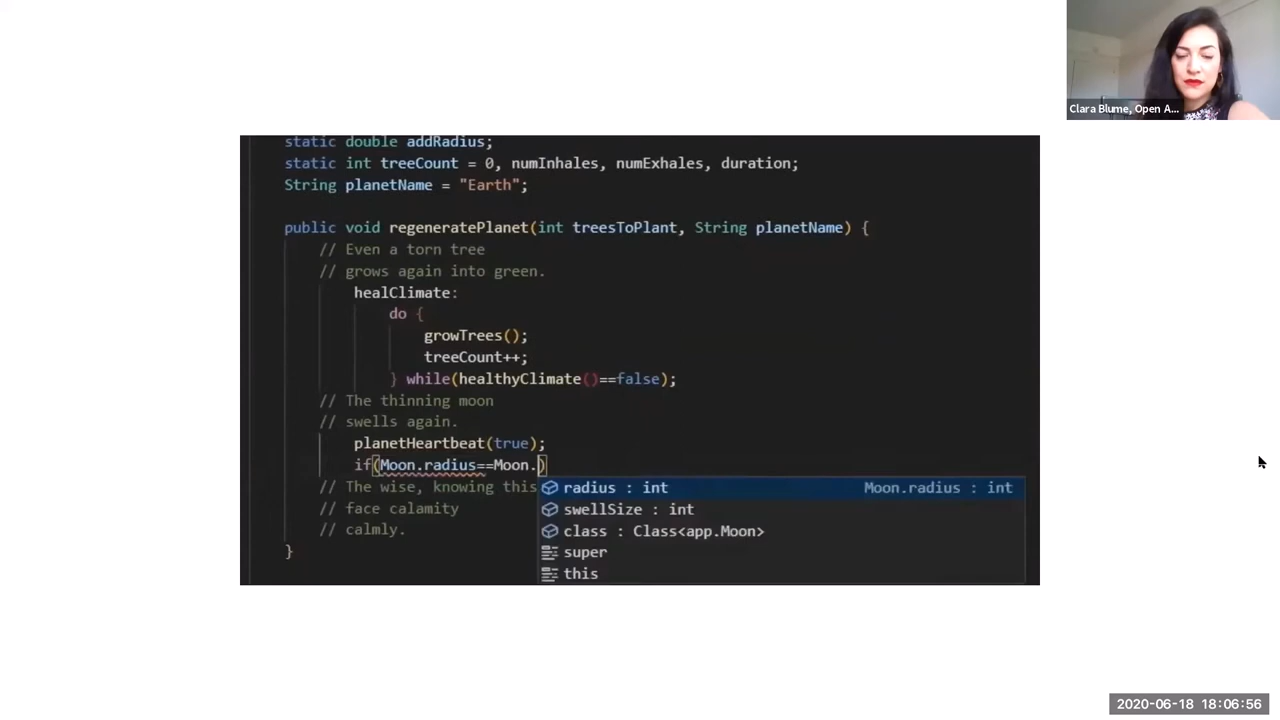 Clara Blume, Open A...
static double addRadius;
static int treeCount = 0, numInhales, numExhales, duration;
String planetName = "Earth";
public void regeneratePlanet(int treesToPlant, String planetName) {
// Even a torn tree
// grows again into green.
healClimate:
do {
growTrees();
treeCount++;
} while(healthyClimate()==false);
// The thinning moon
// swells again.
planetHeartbeat(true);
if(Moon.radius==Moon.)
// The wise, knowing this
// face calamity
// calmly.
}
radius : int Moon.radius : int
swellSize : int
class : Class<app.Moon>
super
this
2020-06-18 18:06:56